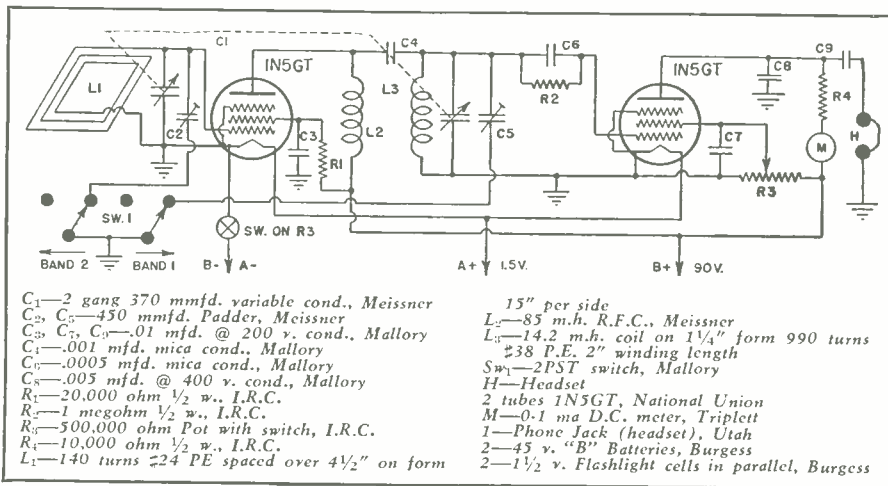 C1
C4
C6
C9
1N5GT
1N5GT
C8
L1
L3
R2
R4
C2
C3
C5
C7
M
H
R1
L2
R3
SW. 1
SW. ON R3
BAND 2
BAND 1
B-
A-
A+
1.5V.
B+
90V.
C1—2 gang 370 mmfd. variable cond., Meissner
C2, C5—450 mmfd. Padder, Meissner
C3, C7, C9—.01 mfd. @ 200 v. cond., Mallory
C4—.001 mfd. mica cond., Mallory
C6—.0005 mfd. mica cond., Mallory
C8—.005 mfd. @ 400 v. cond., Mallory
R1—20,000 ohm ½ w., I.R.C.
R2—1 megohm ½ w., I.R.C.
R3—500,000 ohm Pot with switch, I.R.C.
R4—10,000 ohm ½ w., I.R.C.
L1—140 turns #24 PE spaced over 4½" on form
15" per side
L2—85 m.h. R.F.C., Meissner
L3—14.2 m.h. coil on 1¼" form 990 turns
#38 P.E. 2" winding length
Sw1—2PST switch, Mallory
H—Headset
2 tubes 1N5GT, National Union
M—0-1 ma D.C. meter, Triplett
1—Phone Jack (headset), Utah
2—45 v. "B" Batteries, Burgess
2—1½ v. Flashlight cells in parallel, Burgess